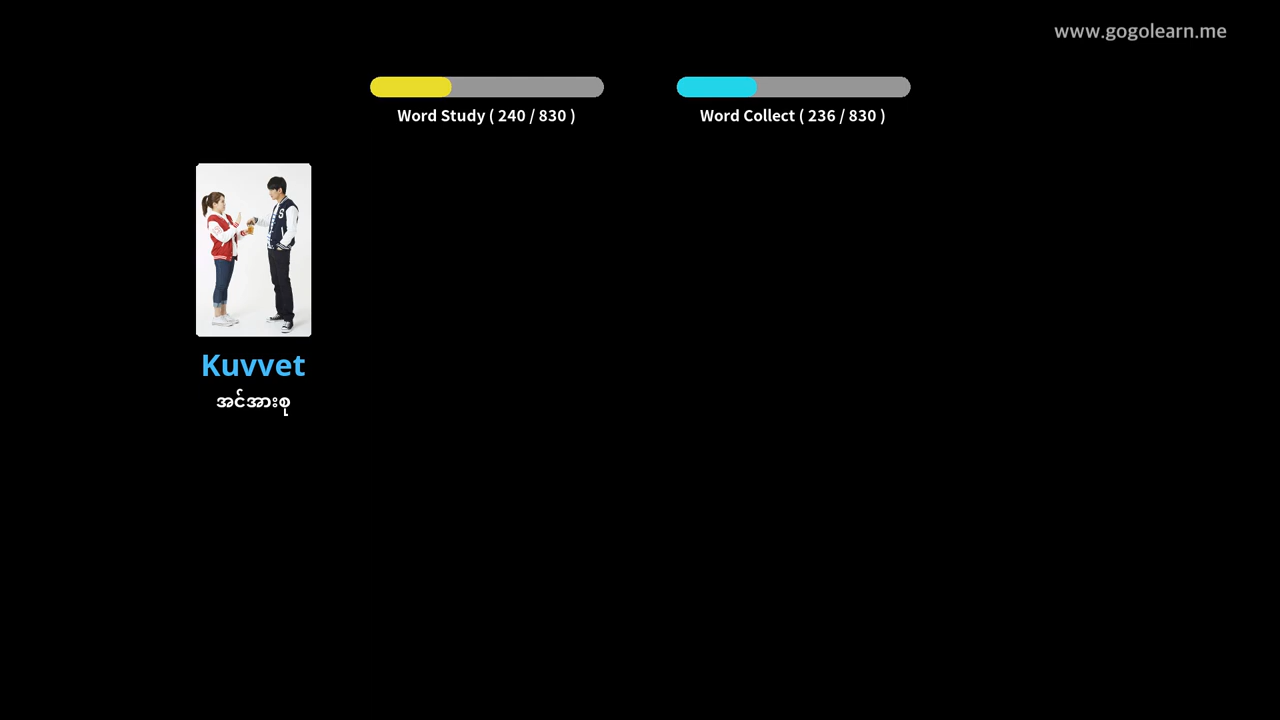 www.gogolearn.me
Word Study ( 240 / 830 )
Word Collect ( 236 / 830 )
Kuvvet
အင်အားစု